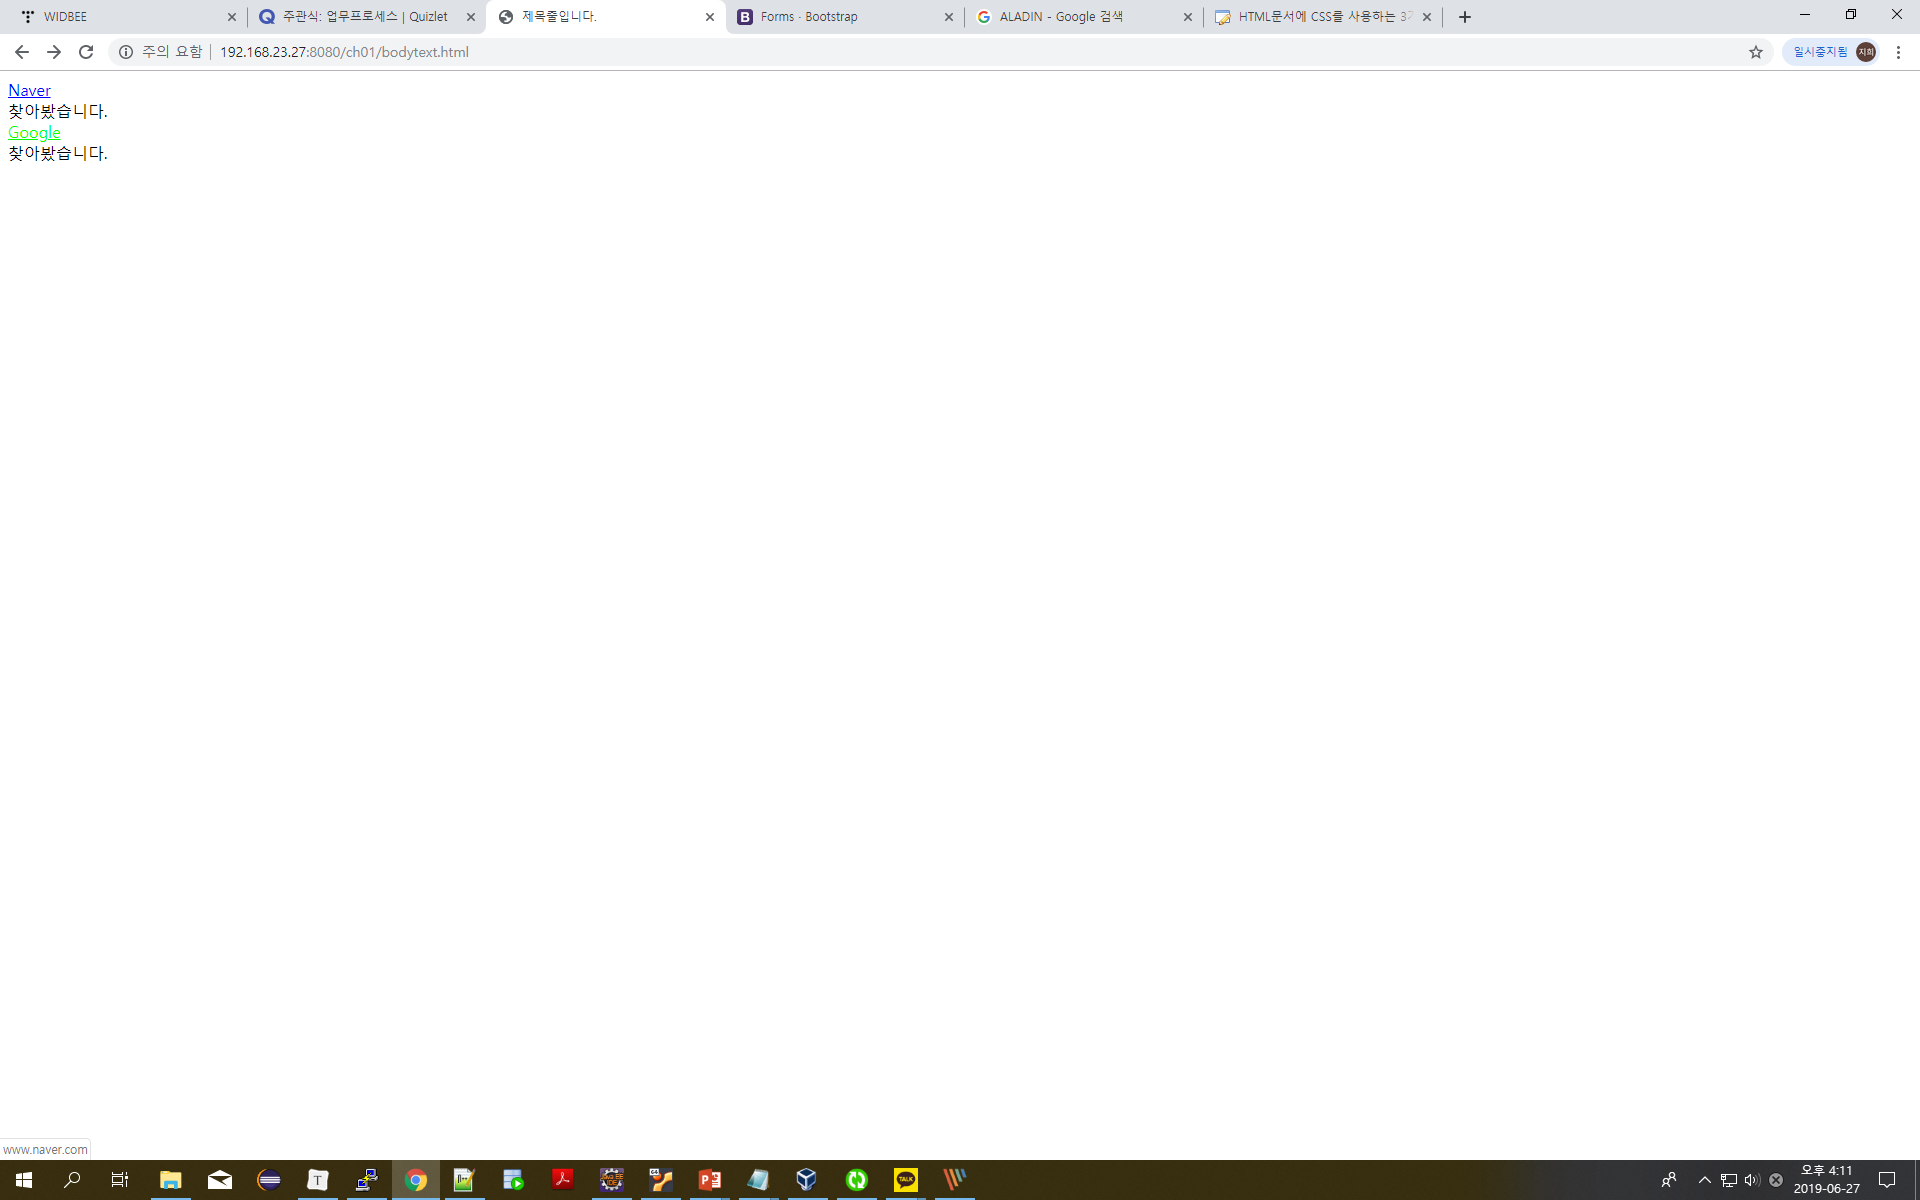 WIDBEE
주관식: 업무프로세스 | Quizlet
제목줄입니다.
Forms · Bootstrap
ALADIN - Google 검색
HTML문서에 CSS를 사용하는
주의 요함
192.168.23.27:8080/ch01/bodytext.html
일시중지됨
지희
Naver
찾아봤습니다.
Google
찾아봤습니다.
www.naver.com
오후 4:11
2019-06-27